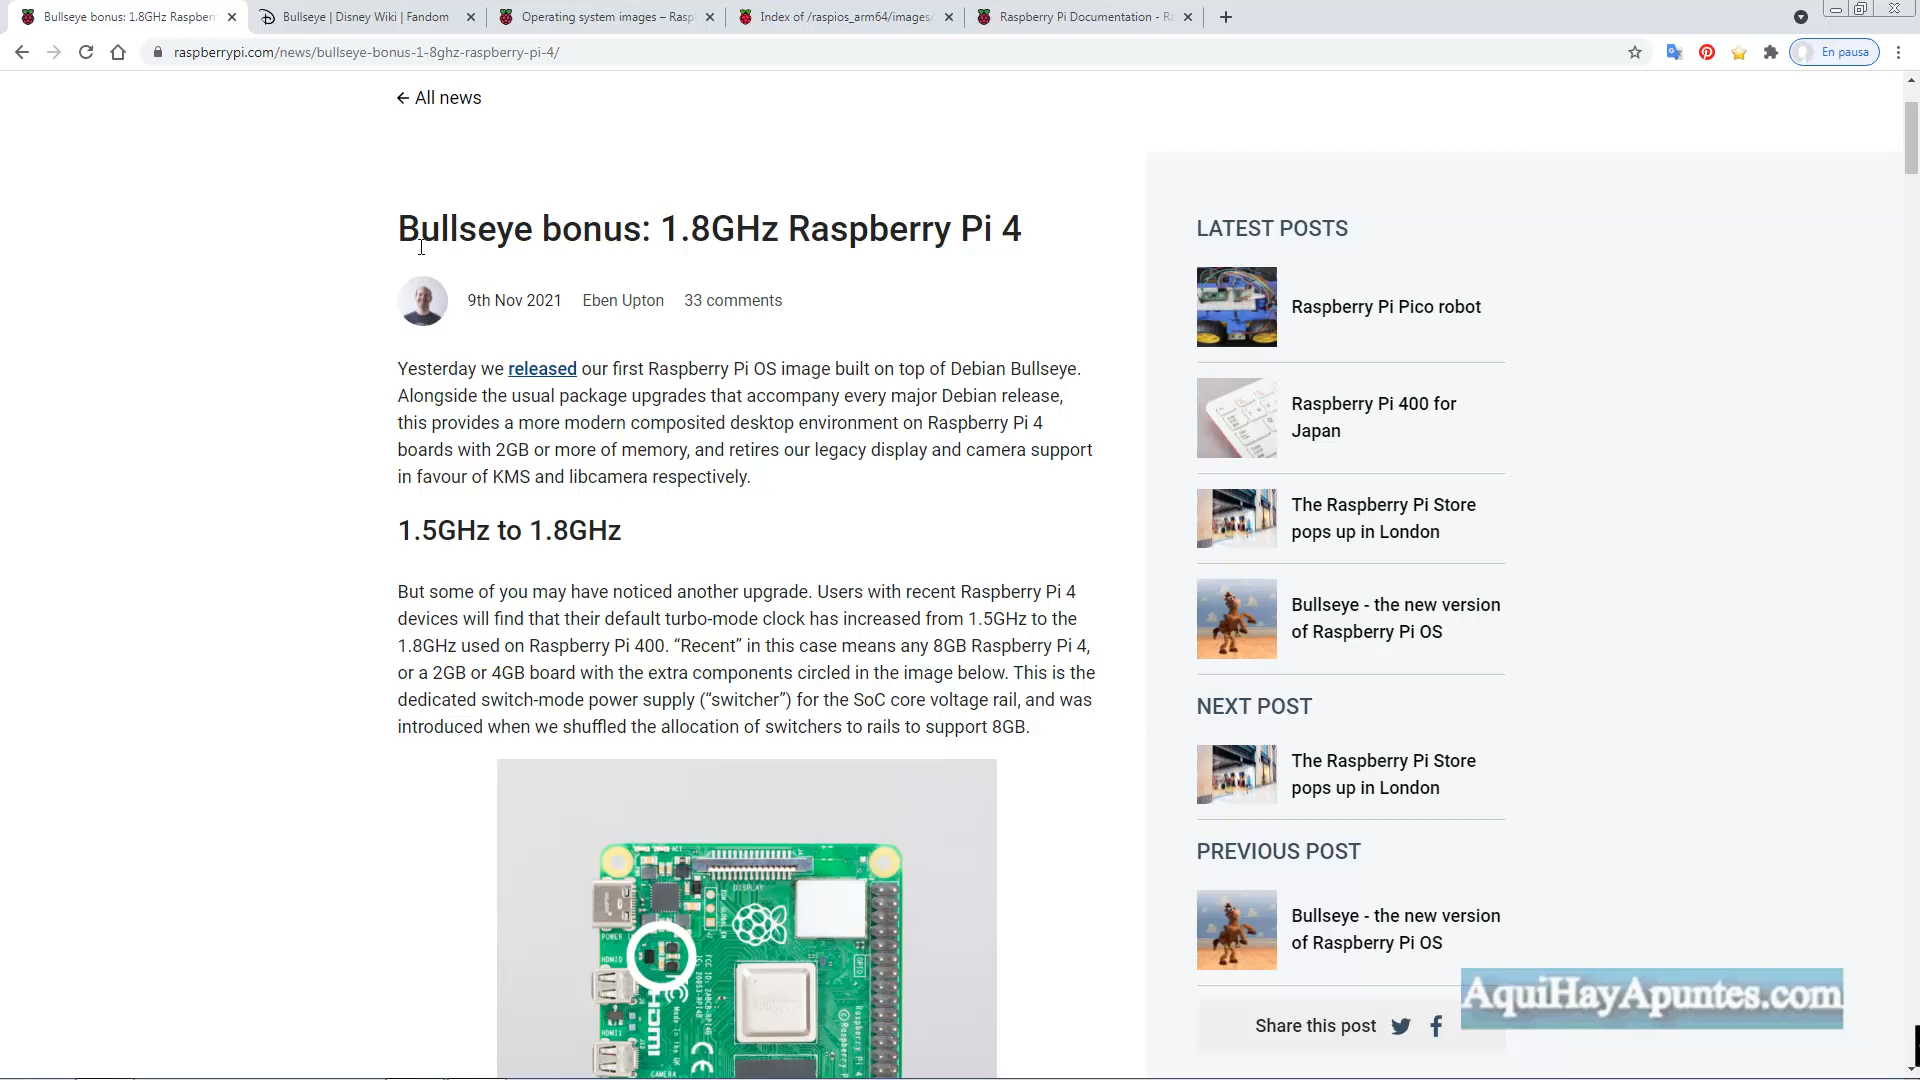 Bullseye bonus: 1.8GHz Raspber
Bullseye | Disney Wiki | Fandom
Operating system images – Rasp
Index of /raspios_arm64/images/
Raspberry Pi Documentation - R
raspberrypi.com/news/bullseye-bonus-1-8ghz-raspberry-pi-4/
En pausa
← All news
Bullseye bonus: 1.8GHz Raspberry Pi 4
9th Nov 2021 Eben Upton 33 comments
Yesterday we released our first Raspberry Pi OS image built on top of Debian Bullseye.
Alongside the usual package upgrades that accompany every major Debian release,
this provides a more modern composited desktop environment on Raspberry Pi 4
boards with 2GB or more of memory, and retires our legacy display and camera support
in favour of KMS and libcamera respectively.
1.5GHz to 1.8GHz
But some of you may have noticed another upgrade. Users with recent Raspberry Pi 4
devices will find that their default turbo-mode clock has increased from 1.5GHz to the
1.8GHz used on Raspberry Pi 400. “Recent” in this case means any 8GB Raspberry Pi 4,
or a 2GB or 4GB board with the extra components circled in the image below. This is the
dedicated switch-mode power supply (“switcher”) for the SoC core voltage rail, and was
introduced when we shuffled the allocation of switchers to rails to support 8GB.
DISPLAY
POWER
HDMI0
HDMI
HDMI1
CAMERA
GPIO
LATEST POSTS
Raspberry Pi Pico robot
Raspberry Pi 400 for
Japan
The Raspberry Pi Store
pops up in London
Bullseye - the new version
of Raspberry Pi OS
NEXT POST
The Raspberry Pi Store
pops up in London
PREVIOUS POST
Bullseye - the new version
of Raspberry Pi OS
Share this post
AquiHayApuntes.com